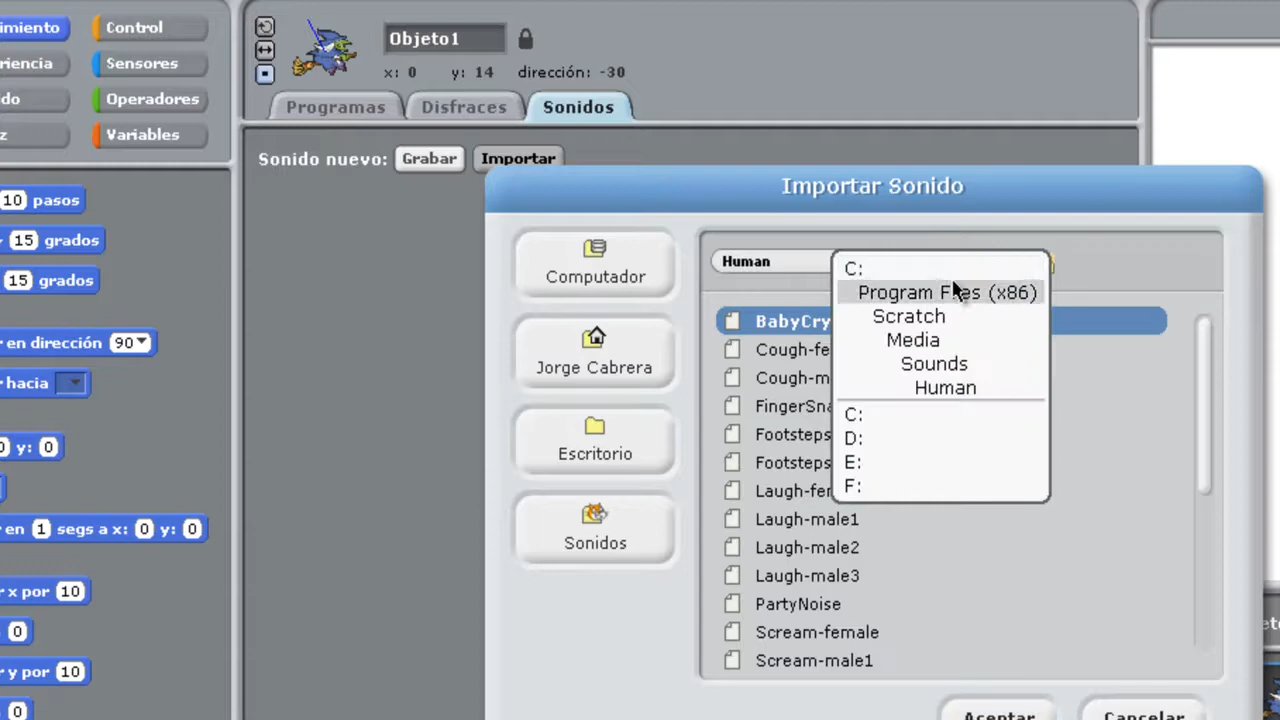 imiento
Control
riencia
Sensores
do
Operadores
z
Variables
Objeto1
x: 0 y: 14 dirección: -30
Programas
Disfraces
Sonidos
Sonido nuevo:
Grabar
Importar
10 pasos
15 grados
15 grados
r en dirección 90
r hacia
0 y: 0
r en 1 segs a x: 0 y: 0
r x por 10
0
r y por 10
0
Importar Sonido
Computador
Jorge Cabrera
Escritorio
Sonidos
Human
C:
Program Files (x86)
Scratch
Media
Sounds
Human
C:
D:
E:
F:
BabyCry
Cough-fe
Cough-m
FingerSna
Footsteps
Footsteps
Laugh-fem
Laugh-male1
Laugh-male2
Laugh-male3
PartyNoise
Scream-female
Scream-male1
Aceptar
Cancelar